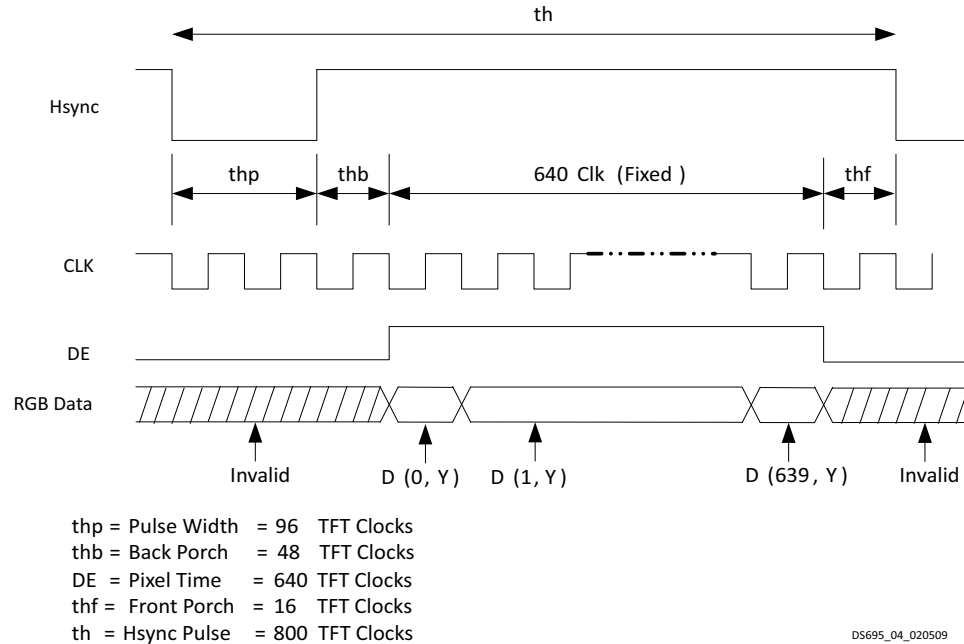 th
Hsync
thp
thb
640 Clk (Fixed )
thf
CLK
DE
RGB Data
Invalid
D (0, Y)
D (1, Y)
D (639, Y)
Invalid
thp = Pulse Width = 96 TFT Clocks
thb = Back Porch = 48 TFT Clocks
DE = Pixel Time = 640 TFT Clocks
thf = Front Porch = 16 TFT Clocks
th = Hsync Pulse = 800 TFT Clocks
DS695_04_020509